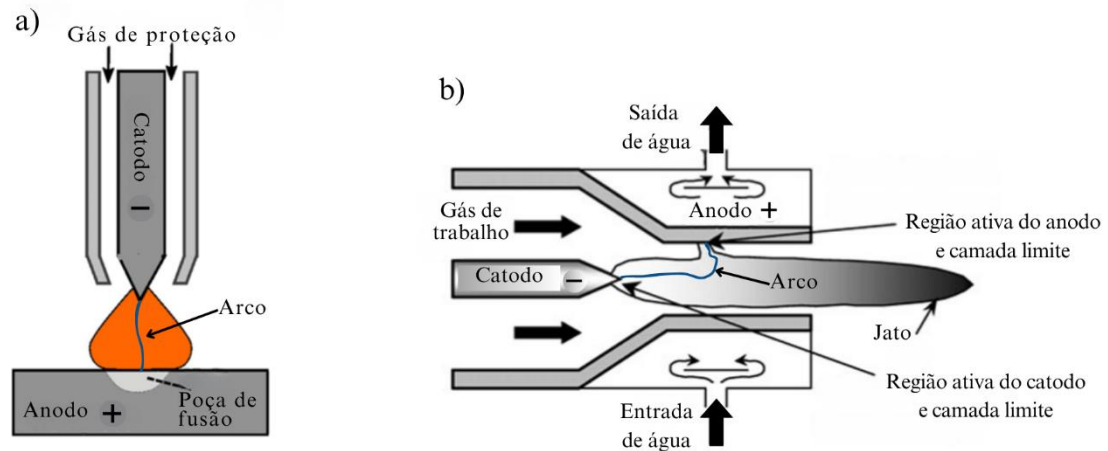 a)
Gás de proteção
Catodo
−
Arco
Anodo +
Poça de
fusão
b)
Saída
de água
Anodo +
Gás de
trabalho
Catodo −
Arco
Região ativa do anodo
e camada limite
Jato
Região ativa do catodo
e camada limite
Entrada
de água